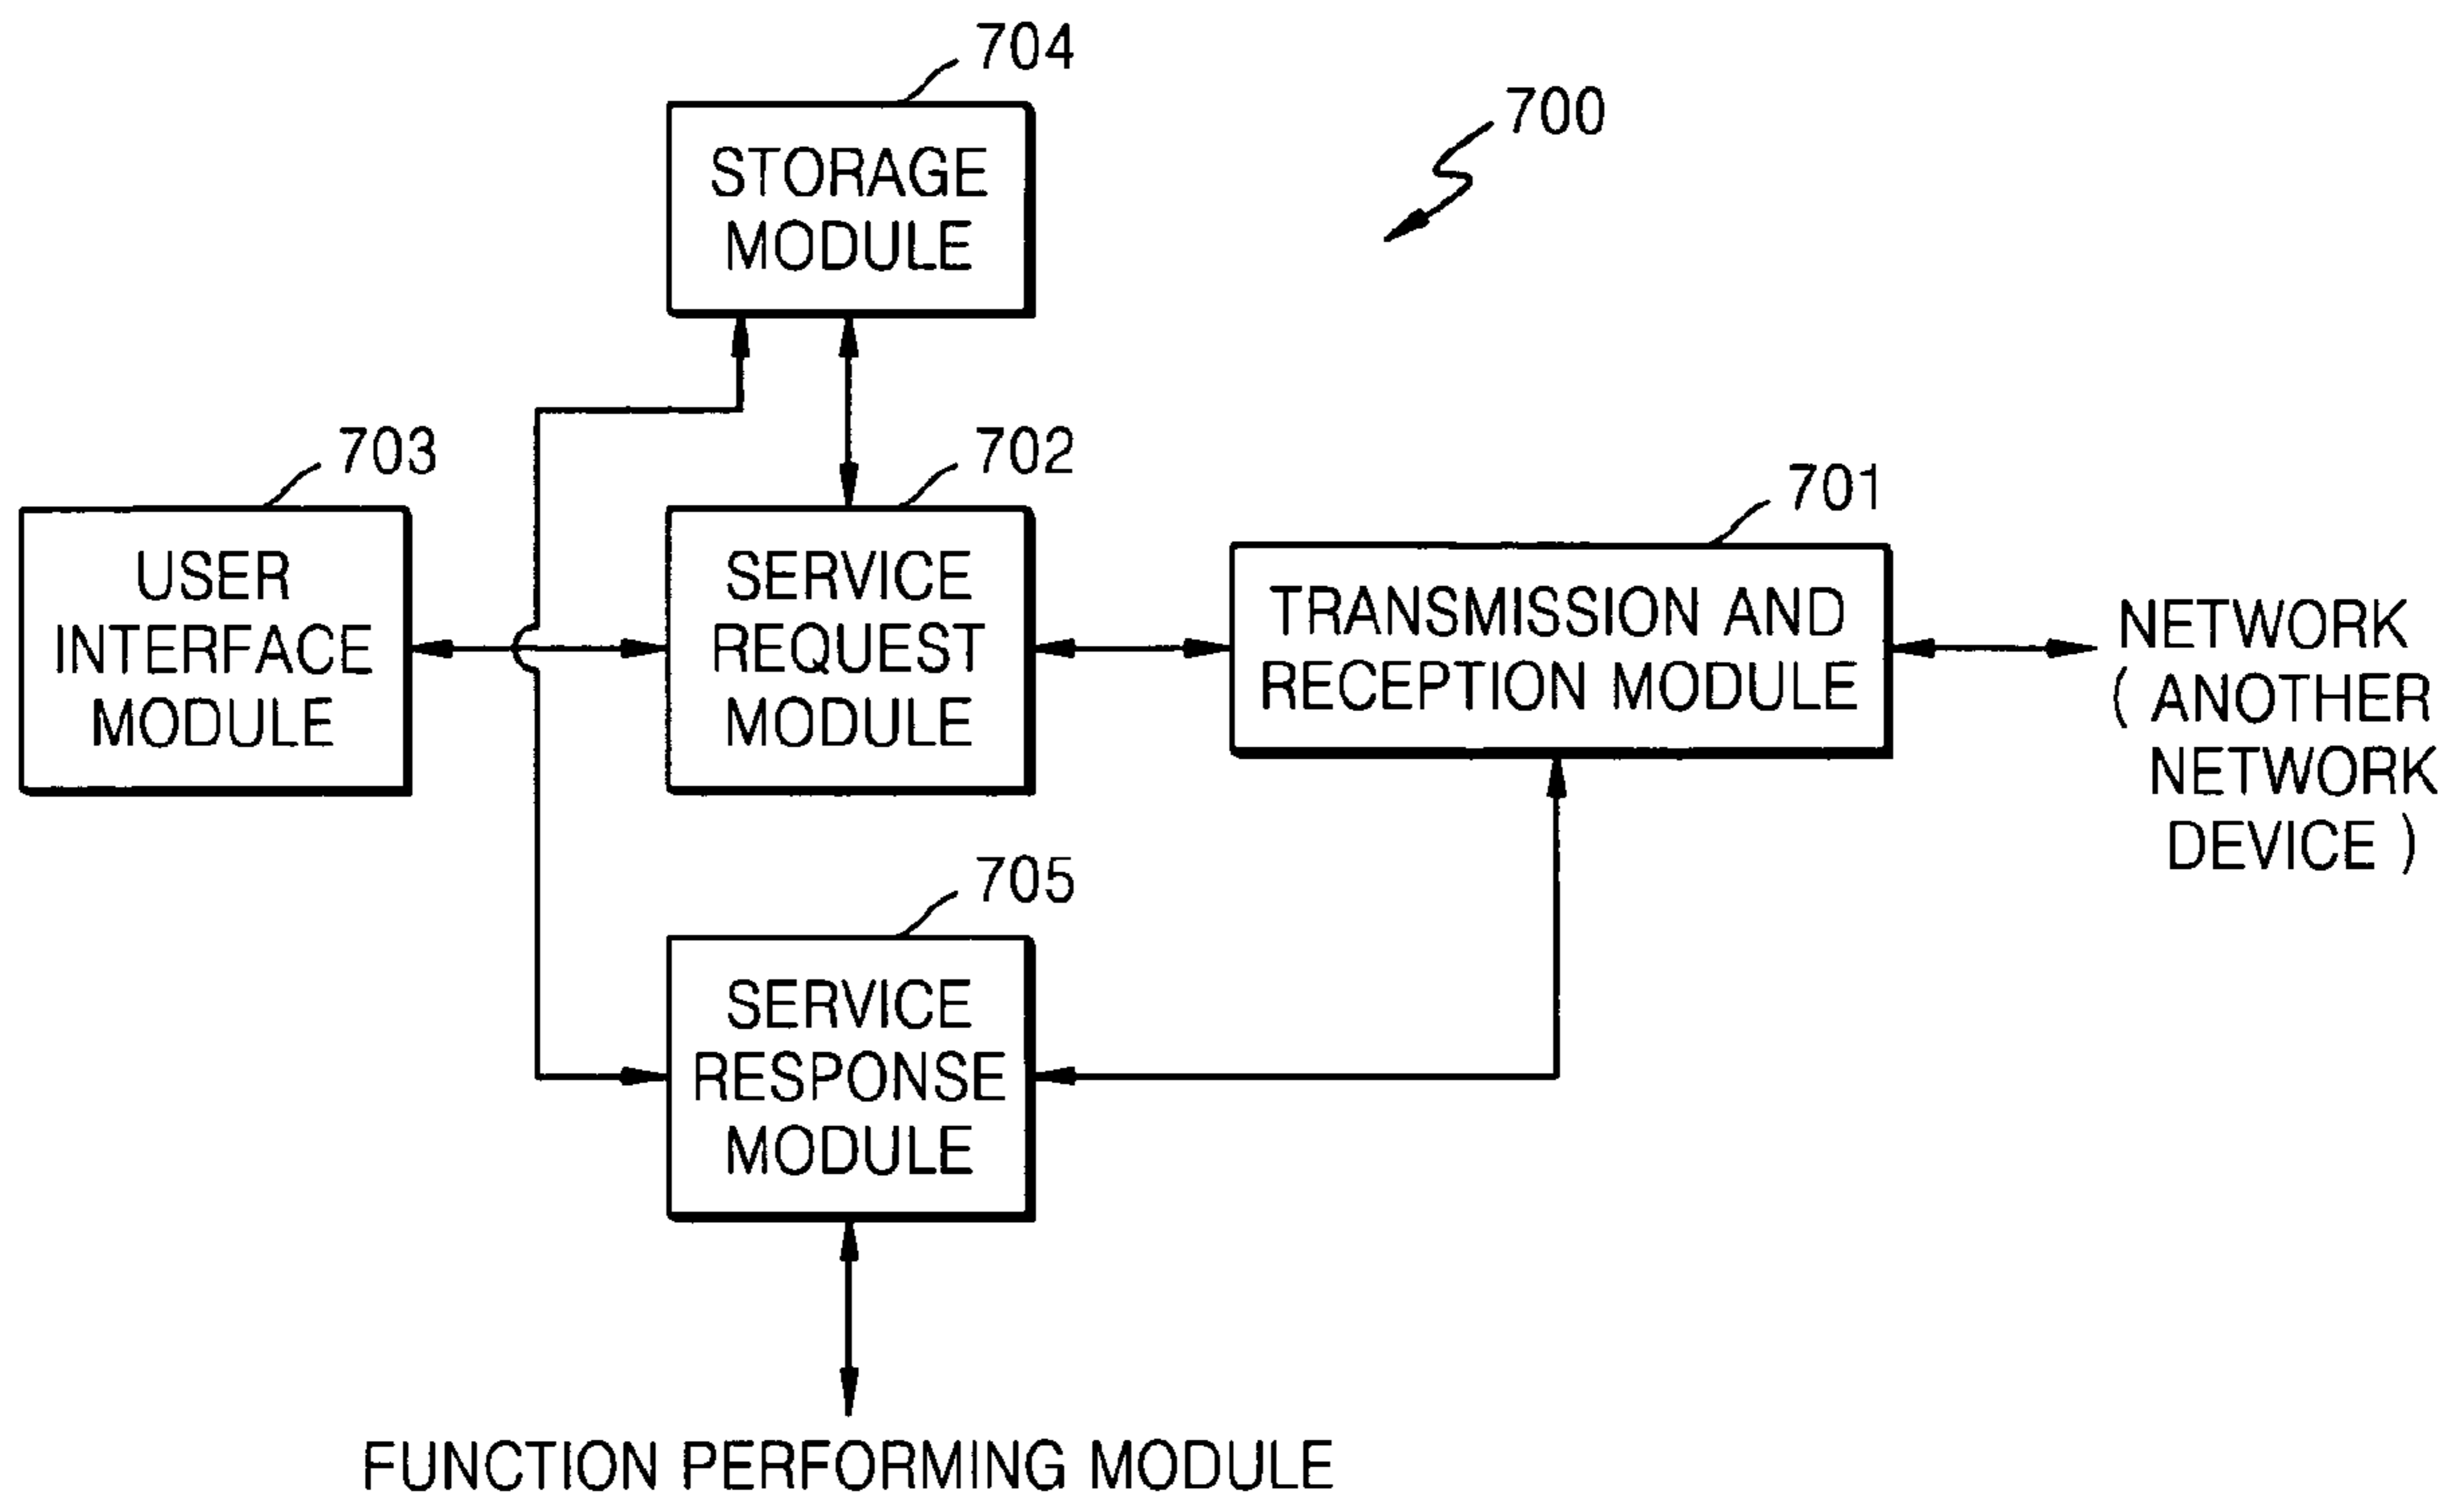 704
700
STORAGE
MODULE
703
702
701
USER
INTERFACE
MODULE
SERVICE
REQUEST
MODULE
TRANSMISSION AND
RECEPTION MODULE
NETWORK
( ANOTHER
NETWORK
DEVICE )
705
SERVICE
RESPONSE
MODULE
FUNCTION PERFORMING MODULE